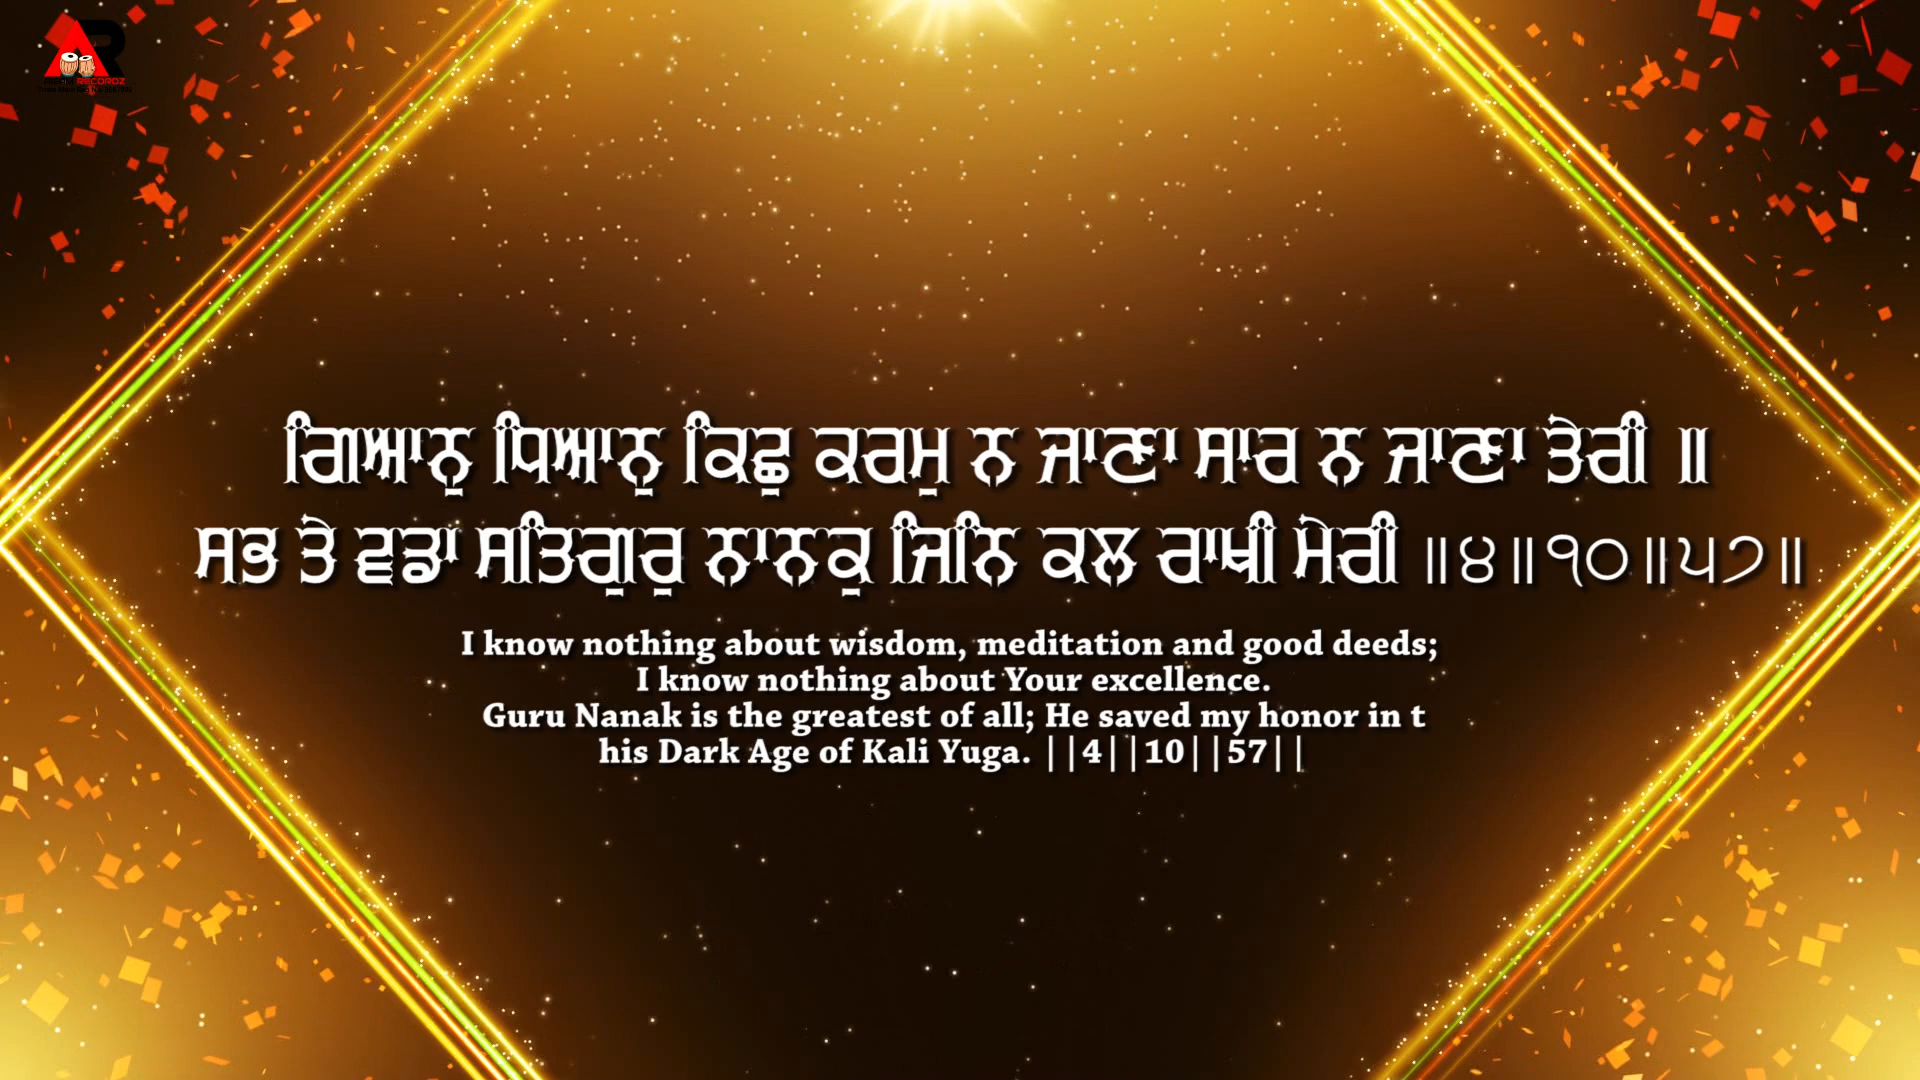 RECORDZ
ਗਿਆਨੁ ਧਿਆਨੁ ਕਿਛੁ ਕਰਮੁ ਨ ਜਾਣਾ ਸਾਰ ਨ ਜਾਣਾ ਤੇਰੀ ॥
ਸਭ ਤੇ ਵਡਾ ਸਤਿਗੁਰੁ ਨਾਨਕੁ ਜਿਨਿ ਕਲ ਰਾਖੀ ਮੇਰੀ ॥੪॥੧੦॥੫੭॥
I know nothing about wisdom, meditation and good deeds;
I know nothing about Your excellence.
Guru Nanak is the greatest of all; He saved my honor in t
his Dark Age of Kali Yuga. ||4||10||57||